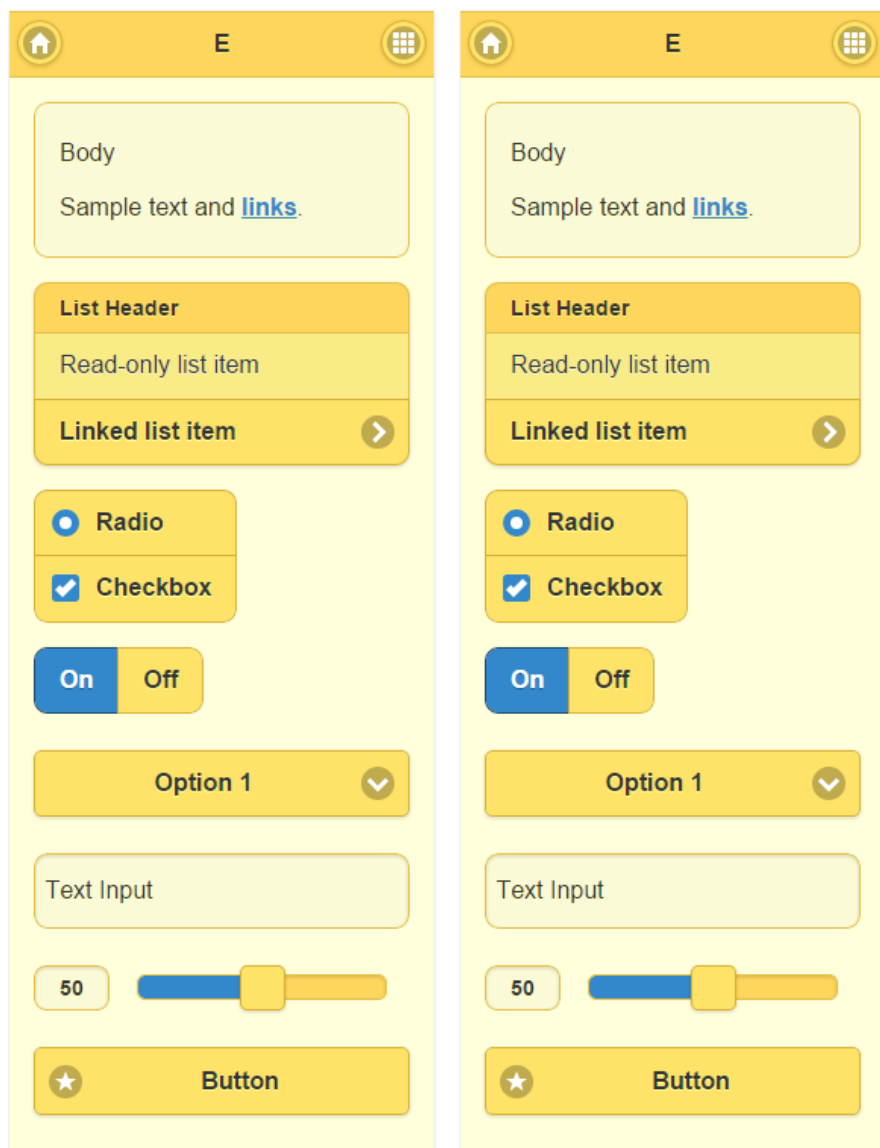 E
Body
Sample text and links.
List Header
Read-only list item
Linked list item
Radio
Checkbox
On Off
Option 1
Text Input
50
Button
E
Body
Sample text and links.
List Header
Read-only list item
Linked list item
Radio
Checkbox
On Off
Option 1
Text Input
50
Button